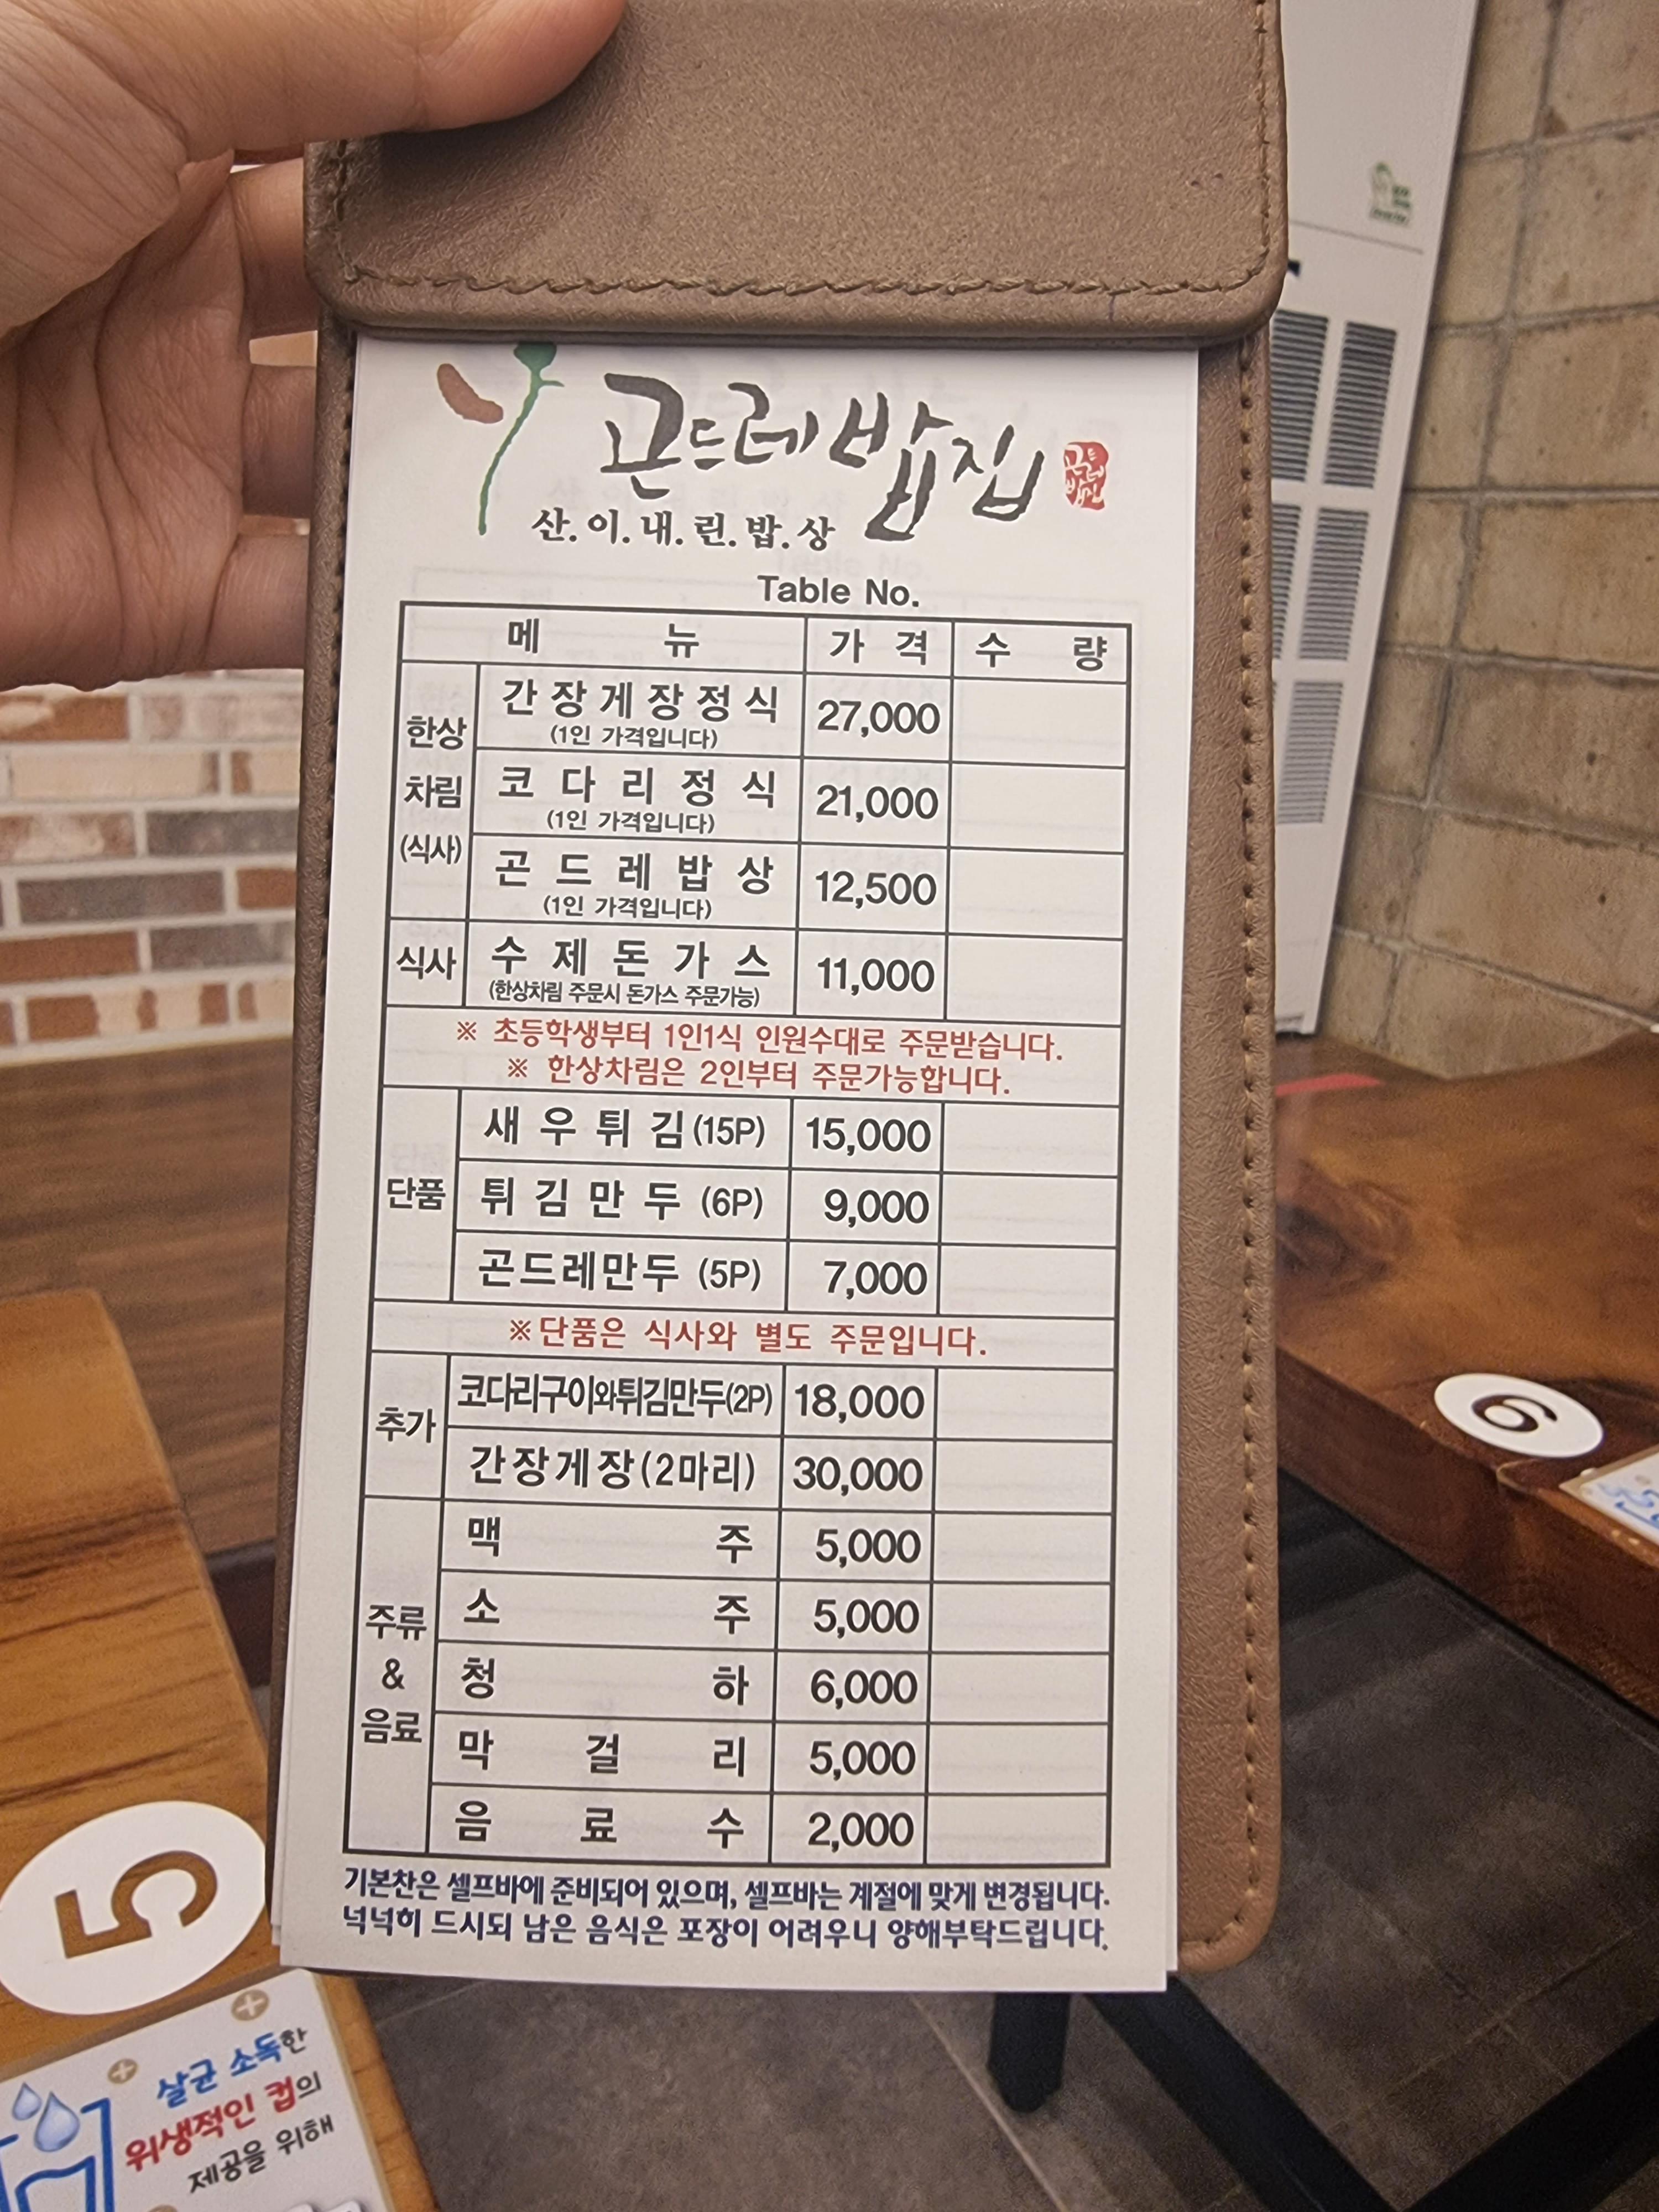 곤드레밥집
곤드레밥집
산.이.내.린.밥.상
Table No.
메 뉴 가 격 수 량
한상
차림
(식사)
간장게장정식 27,000
(1인 가격입니다)
코다리정식 21,000
(1인 가격입니다)
곤드레밥상 12,500
(1인 가격입니다)
식사 수제돈가스 11,000
(한상차림 주문시 돈가스 주문가능)
※ 초등학생부터 1인1식 인원수대로 주문받습니다.
※ 한상차림은 2인부터 주문가능합니다.
단품
새우튀김(15P) 15,000
튀김만두 (6P) 9,000
곤드레만두 (5P) 7,000
※단품은 식사와 별도 주문입니다.
추가
코다리구이와튀김만두(2P) 18,000
간장게장(2마리) 30,000
주류
&
음료
맥주 5,000
소주 5,000
청하 6,000
막걸리 5,000
음료수 2,000
기본찬은 셀프바에 준비되어 있으며, 셀프바는 계절에 맞게 변경됩니다.
넉넉히 드시되 남은 음식은 포장이 어려우니 양해부탁드립니다.
5
6
살균 소독한
위생적인 컵의
제공을 위해